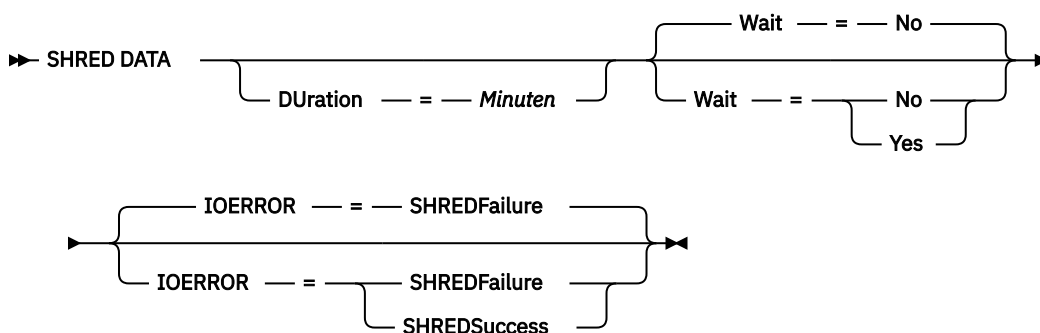 Wait = No
SHRED DATA
DUration = Minuten
Wait = No
Yes
IOERROR = SHREDFailure
IOERROR = SHREDFailure
SHREDSuccess